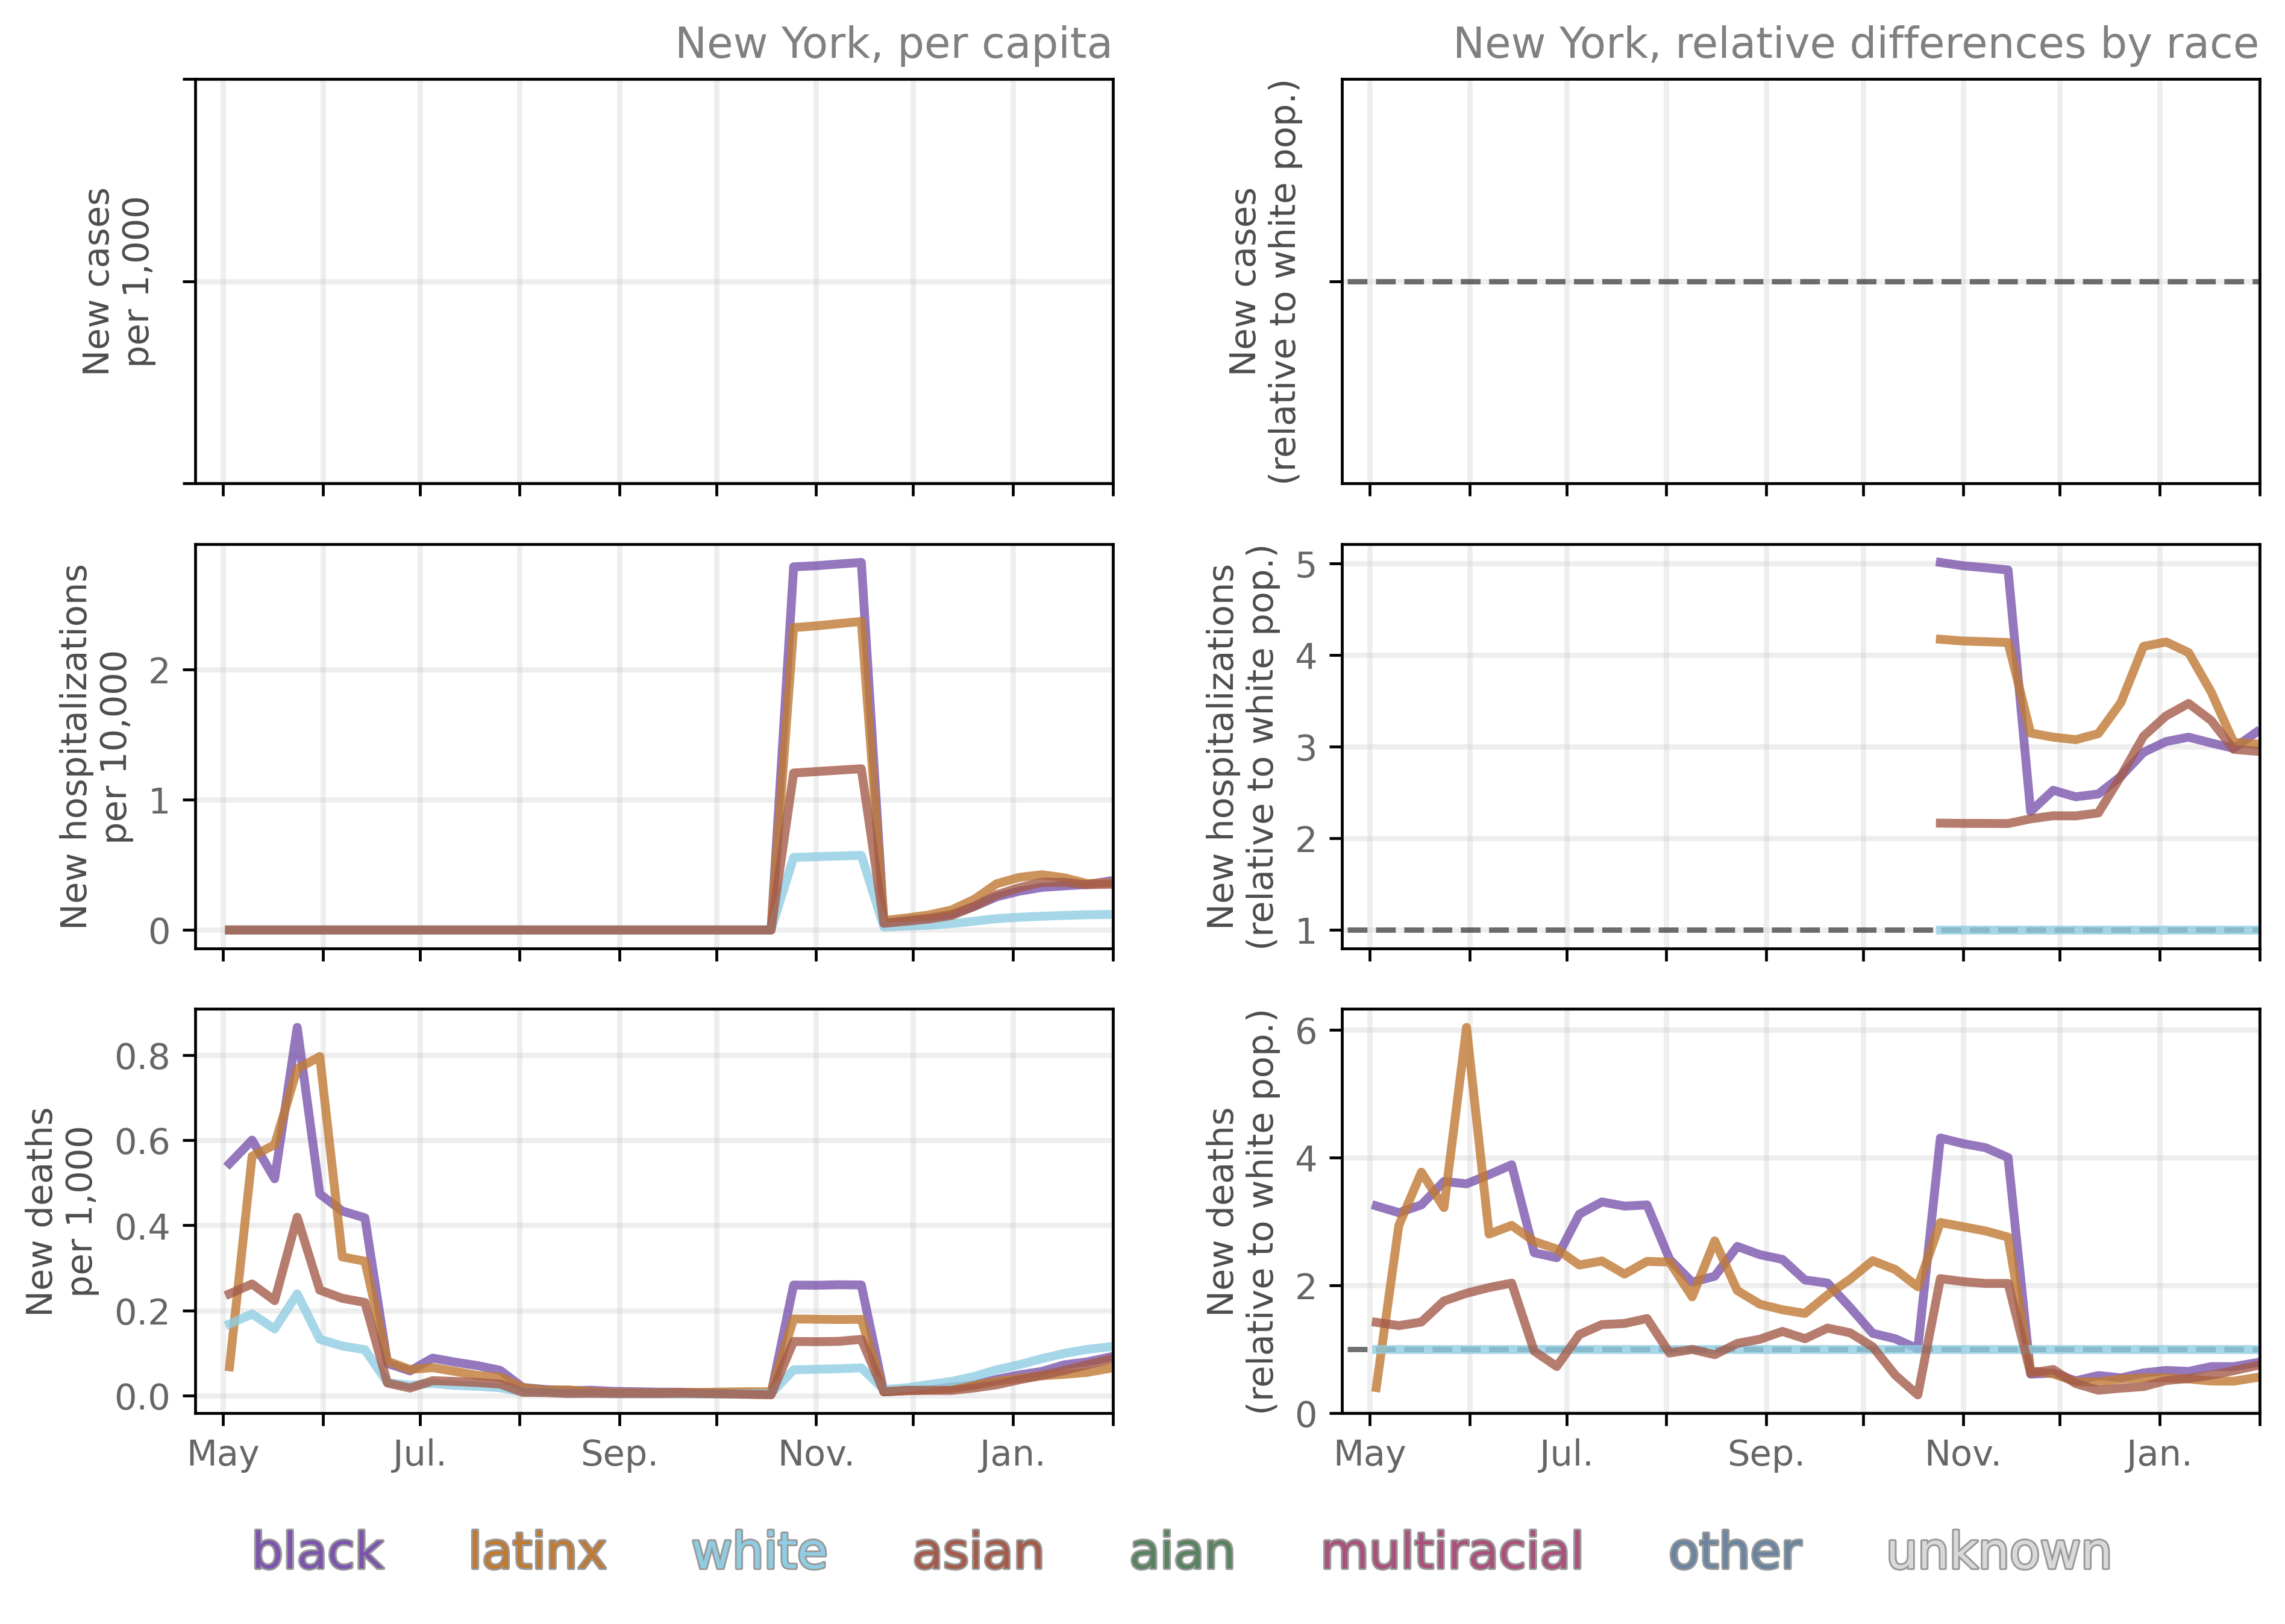 New York, per capita
New York, relative differences by race
New cases
per 1,000
New cases
(relative to white pop.)
New hospitalizations
per 10,000
2
1
0
New hospitalizations
(relative to white pop.)
5
4
3
2
1
New deaths
per 1,000
0.8
0.6
0.4
0.2
0.0
May Jul. Sep. Nov. Jan.
New deaths
(relative to white pop.)
6
4
2
0
May Jul. Sep. Nov. Jan.
black latinx white asian aian multiracial other unknown